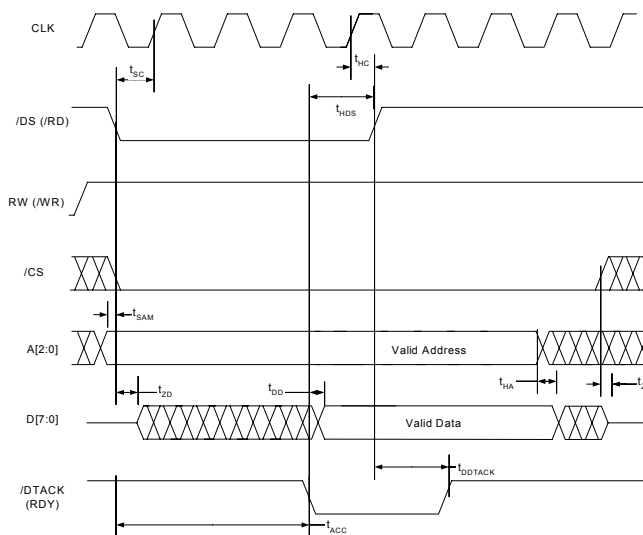 CLK
tSC
tHC
tHDS
/DS (/RD)
RW (/WR)
/CS
tSAM
A[2:0]
Valid Address
tZD
tDD
tHA
D[7:0]
Valid Data
tDDTACK
/DTACK
(RDY)
tACC